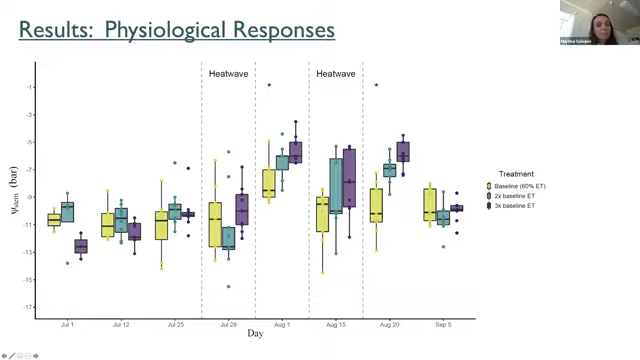 Results: Physiological Responses
Heatwave
Heatwave
*
*
-1
-3
-5
-7
-9
-11
-13
-15
-17
Ψstem (bar)
Jul 1
Jul 12
Jul 25
Jul 28
Aug 1
Aug 15
Aug 20
Sep 5
Day
Treatment
Baseline (60% ET)
2x baseline ET
3x baseline ET